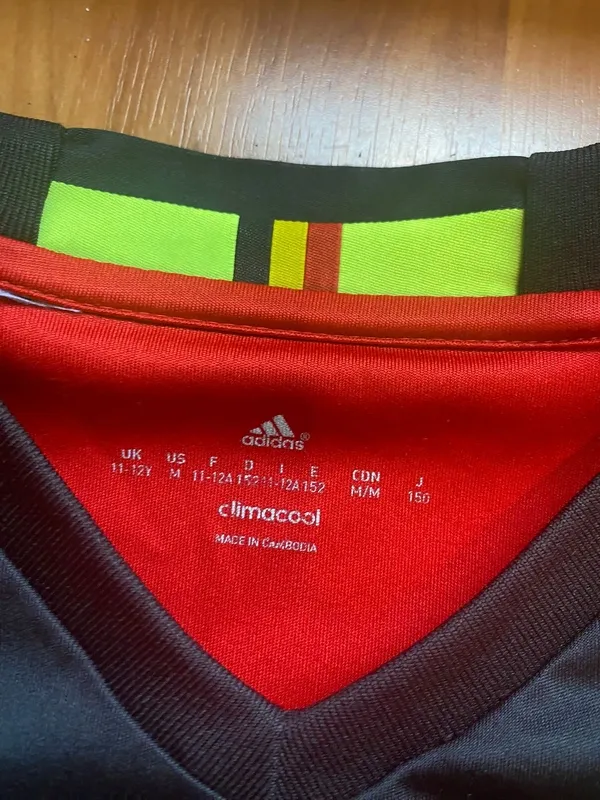 adidas®
UK US F D I E CDN J
11-12Y M 11-12A 152 11-12A 152 M/M 150
climacool
MADE IN CAMBODIA